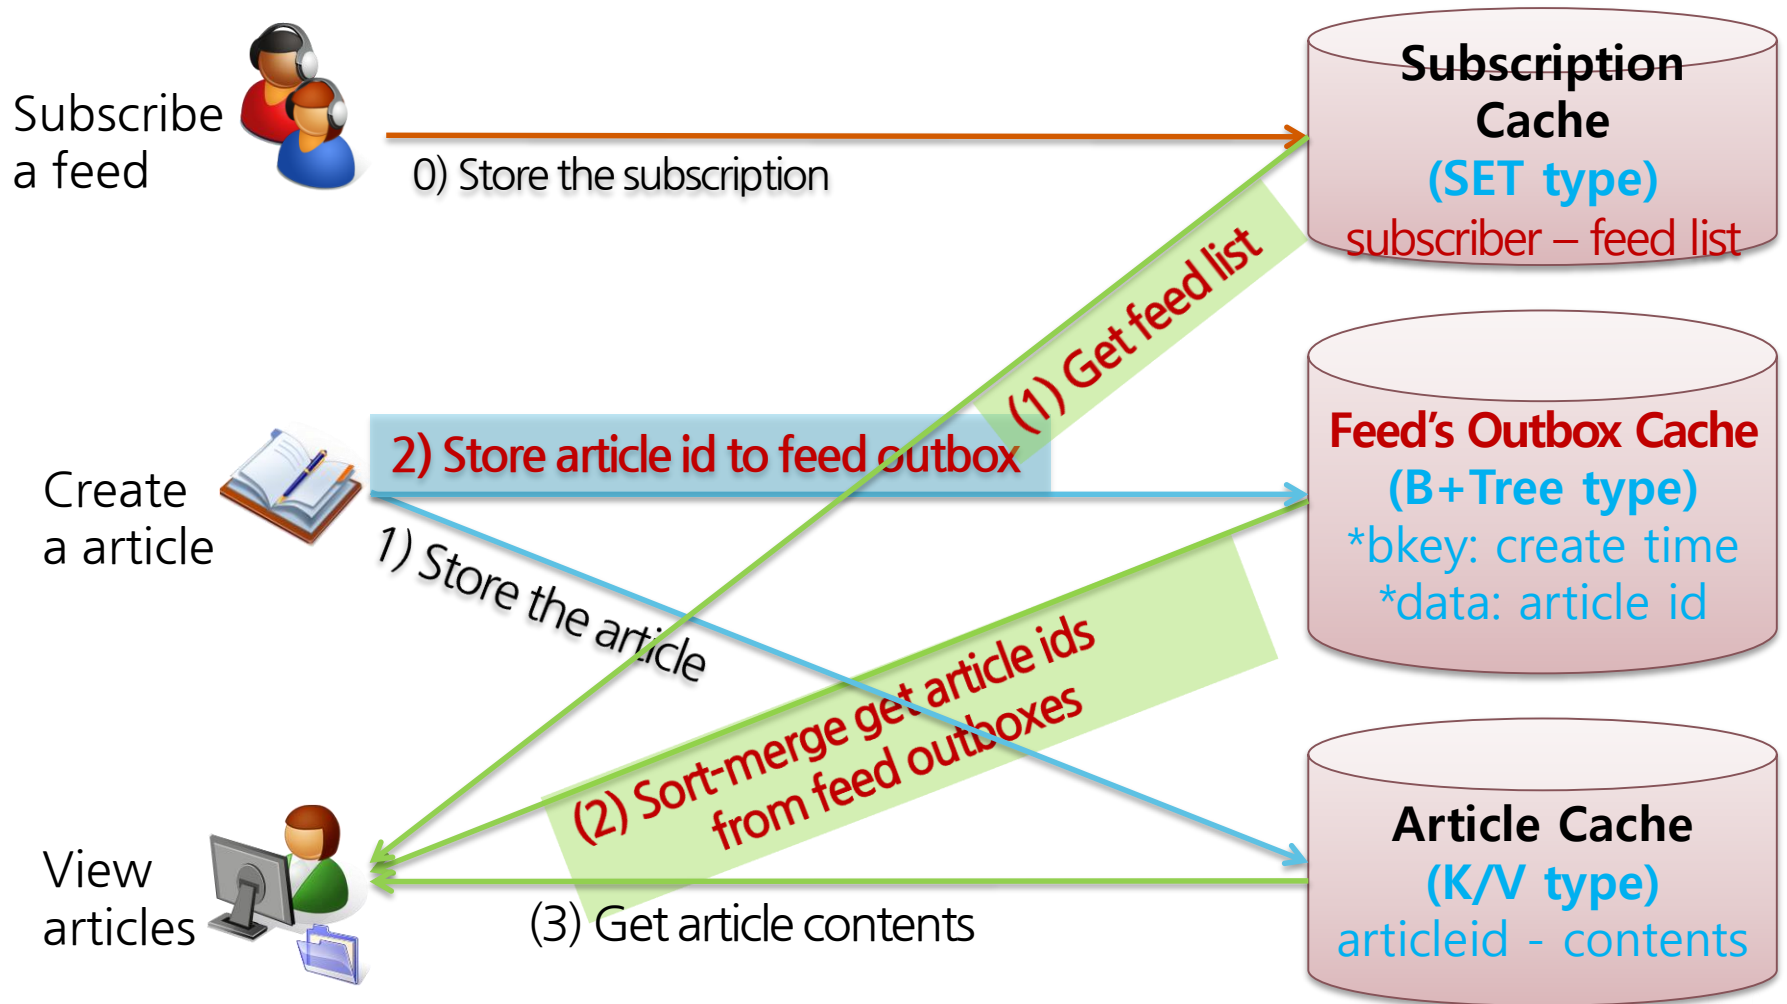 Subscribe
a feed
0) Store the subscription
Subscription
Cache
(SET type)
subscriber – feed list
(1) Get feed list
Create
a article
2) Store article id to feed outbox
1) Store the article
Feed's Outbox Cache
(B+Tree type)
*bkey: create time
*data: article id
(2) Sort-merge get article ids
from feed outboxes
View
articles
(3) Get article contents
Article Cache
(K/V type)
articleid - contents